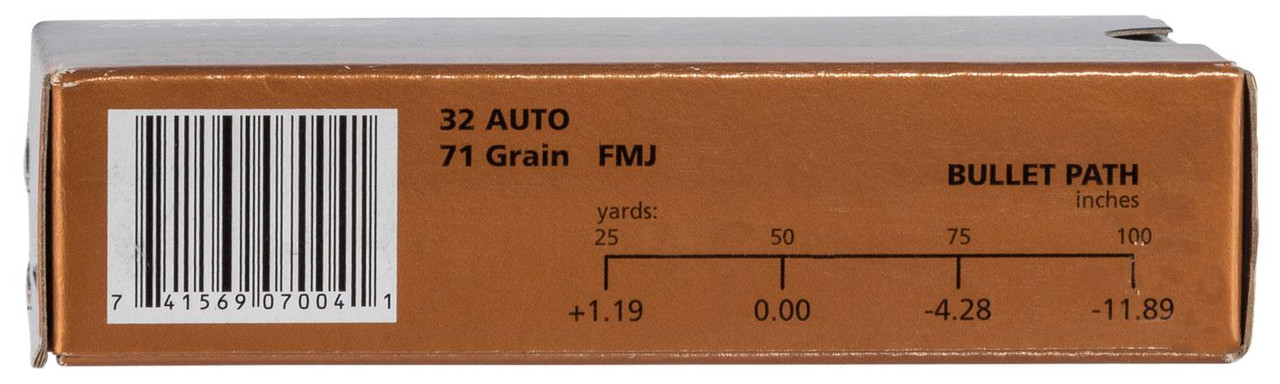 32 AUTO
71 Grain FMJ
BULLET PATH
inches
yards:
25 50 75 100
+1.19 0.00 -4.28 -11.89
7 41569 07004 1